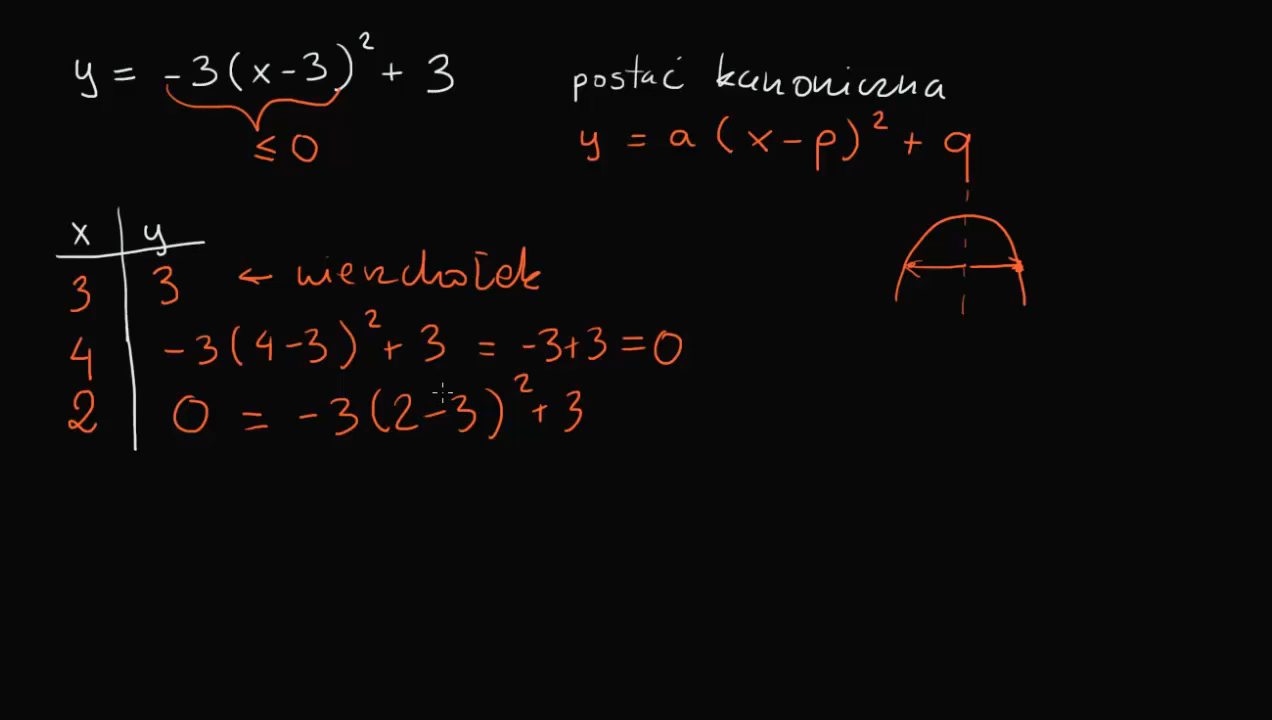 y = -3(x-3)² + 3
≤ 0
postać kanoniczna
y = a(x-p)² + q
x y
3 3 ← wierzchołek
4 -3(4-3)² + 3 = -3+3 = 0
2 0 = -3(2-3)² + 3